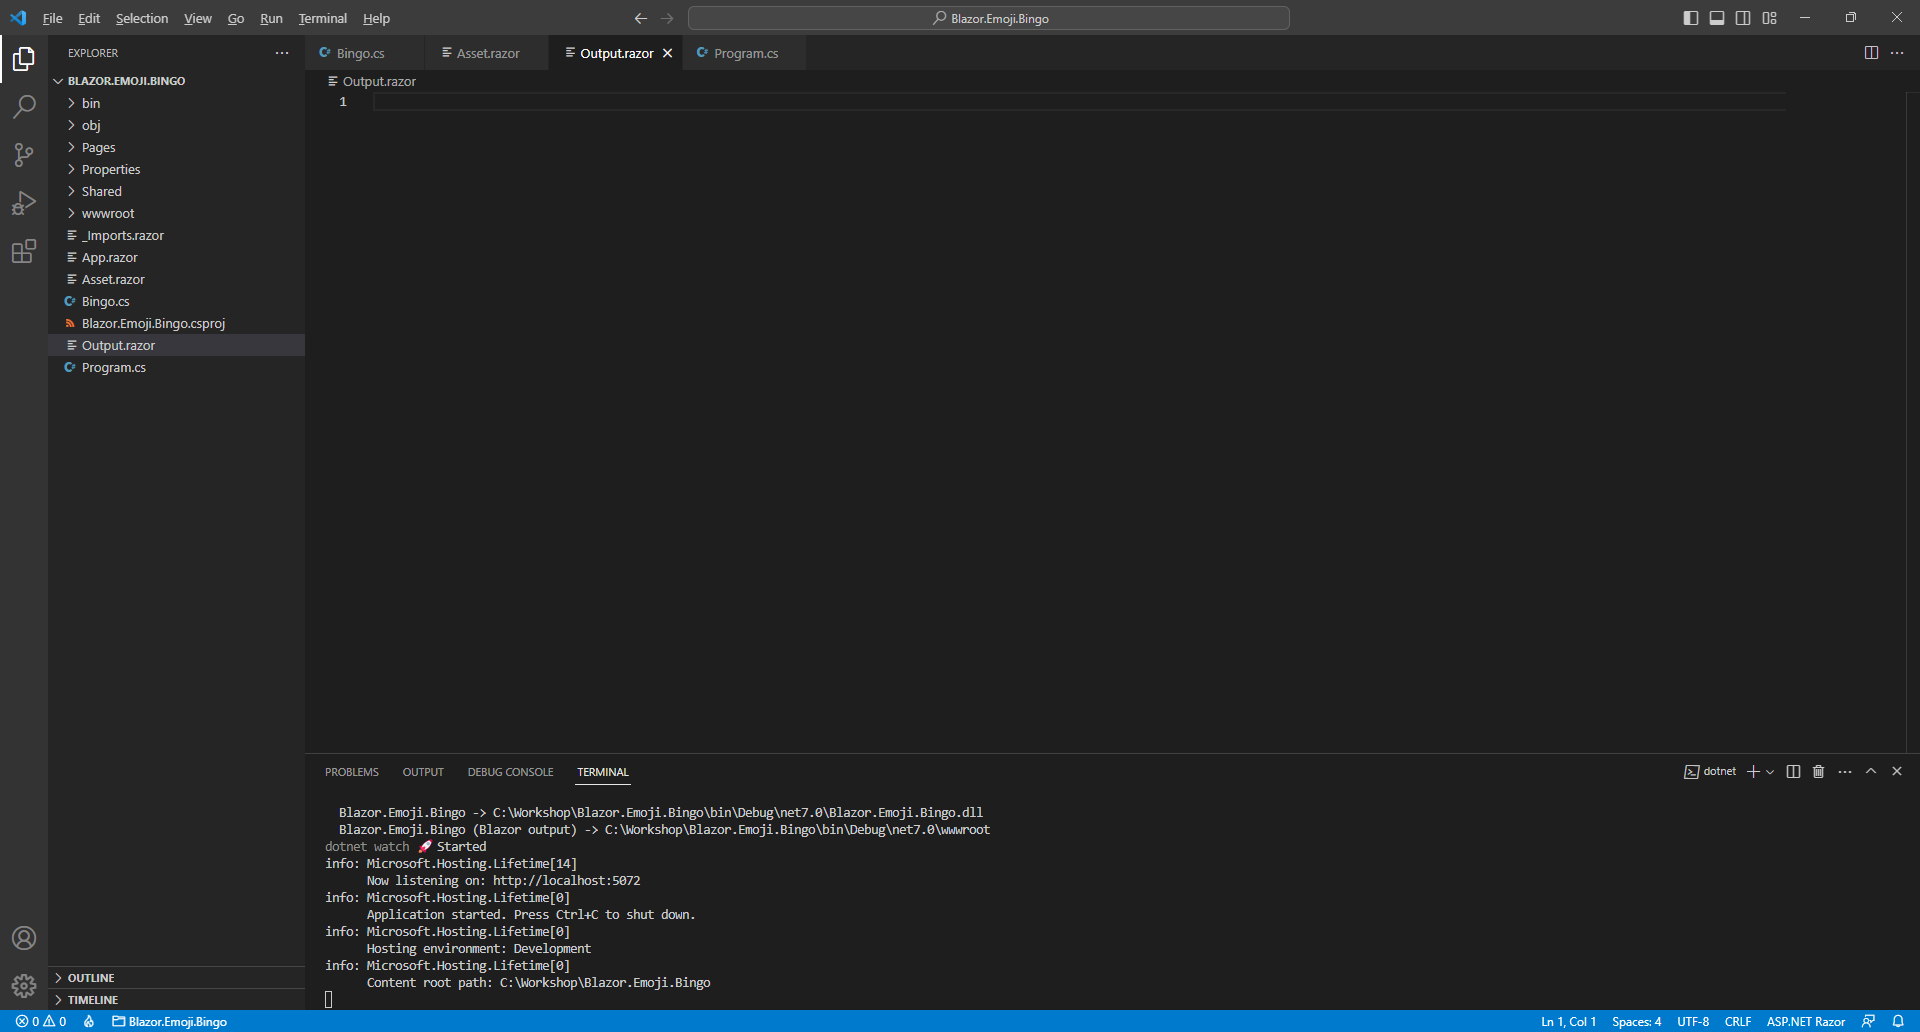 File Edit Selection View Go Run Terminal Help
Blazor.Emoji.Bingo
EXPLORER
BLAZOR.EMOJI.BINGO
bin
obj
Pages
Properties
Shared
wwwroot
_Imports.razor
App.razor
Asset.razor
Bingo.cs
Blazor.Emoji.Bingo.csproj
Output.razor
Program.cs
OUTLINE
TIMELINE
Bingo.cs Asset.razor Output.razor Program.cs
Output.razor
1
PROBLEMS OUTPUT DEBUG CONSOLE TERMINAL
dotnet
Blazor.Emoji.Bingo -> C:\Workshop\Blazor.Emoji.Bingo\bin\Debug\net7.0\Blazor.Emoji.Bingo.dll
Blazor.Emoji.Bingo (Blazor output) -> C:\Workshop\Blazor.Emoji.Bingo\bin\Debug\net7.0\wwwroot
dotnet watch 🚀 Started
info: Microsoft.Hosting.Lifetime[14]
Now listening on: http://localhost:5072
info: Microsoft.Hosting.Lifetime[0]
Application started. Press Ctrl+C to shut down.
info: Microsoft.Hosting.Lifetime[0]
Hosting environment: Development
info: Microsoft.Hosting.Lifetime[0]
Content root path: C:\Workshop\Blazor.Emoji.Bingo
0 0 Blazor.Emoji.Bingo Ln 1, Col 1 Spaces: 4 UTF-8 CRLF ASP.NET Razor